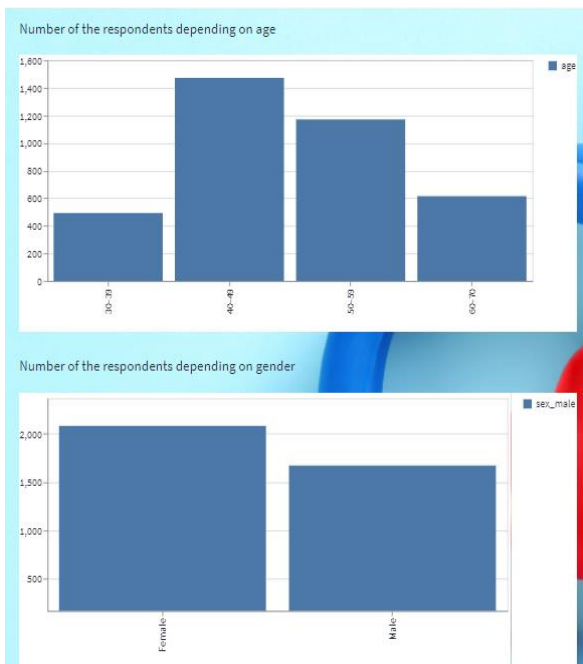 Number of the respondents depending on age
1,600
age
1,400
1,200
1,000
800
600
400
200
0
30-39
40-49
50-59
60-70
Number of the respondents depending on gender
sex_male
2,000
1,500
1,000
500
Female
Male